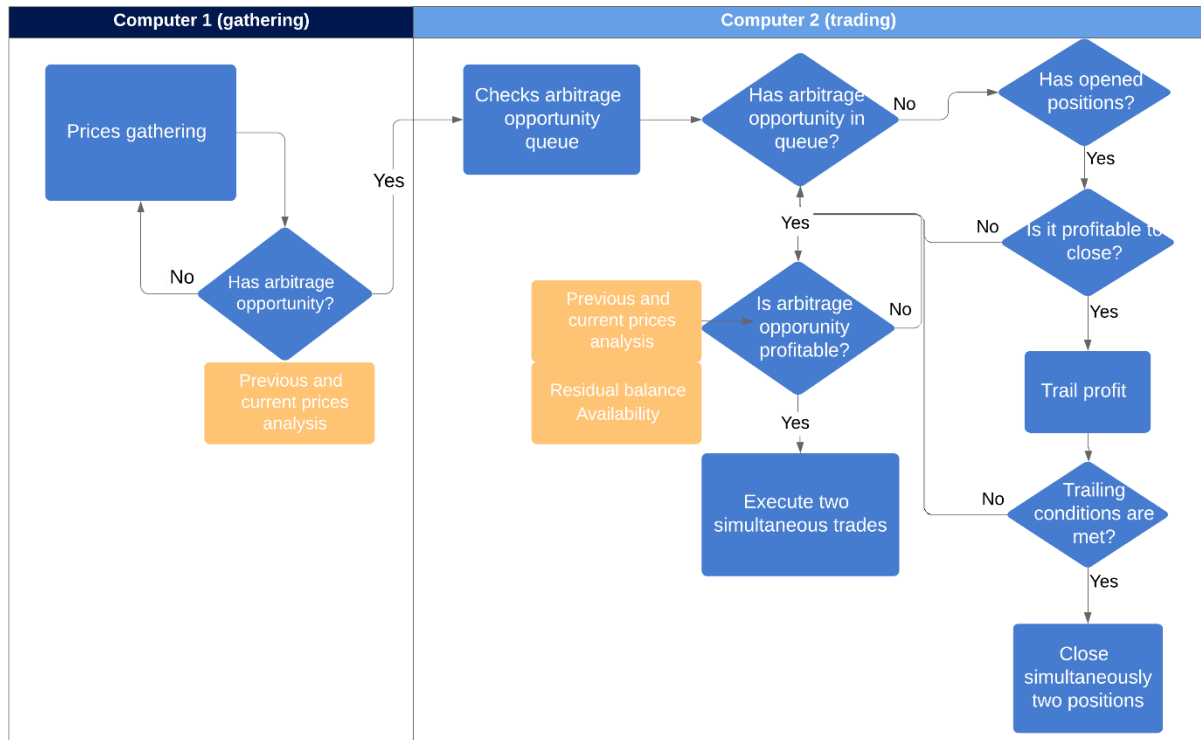 Computer 1 (gathering)
Computer 2 (trading)
Prices gathering
No
Has arbitrage
opportunity?
Previous and
current prices
analysis
Yes
Checks arbitrage
opportunity
queue
Has arbitrage
opportunity in
queue?
No
Has opened
positions?
Yes
Is it profitable to
close?
No
Yes
Yes
Is arbitrage
opporunity
profitable?
No
Previous and
current prices
analysis
Residual balance
Availability
Yes
Execute two
simultaneous trades
Trail profit
Trailing
conditions are
met?
No
Yes
Close
simultaneously
two positions